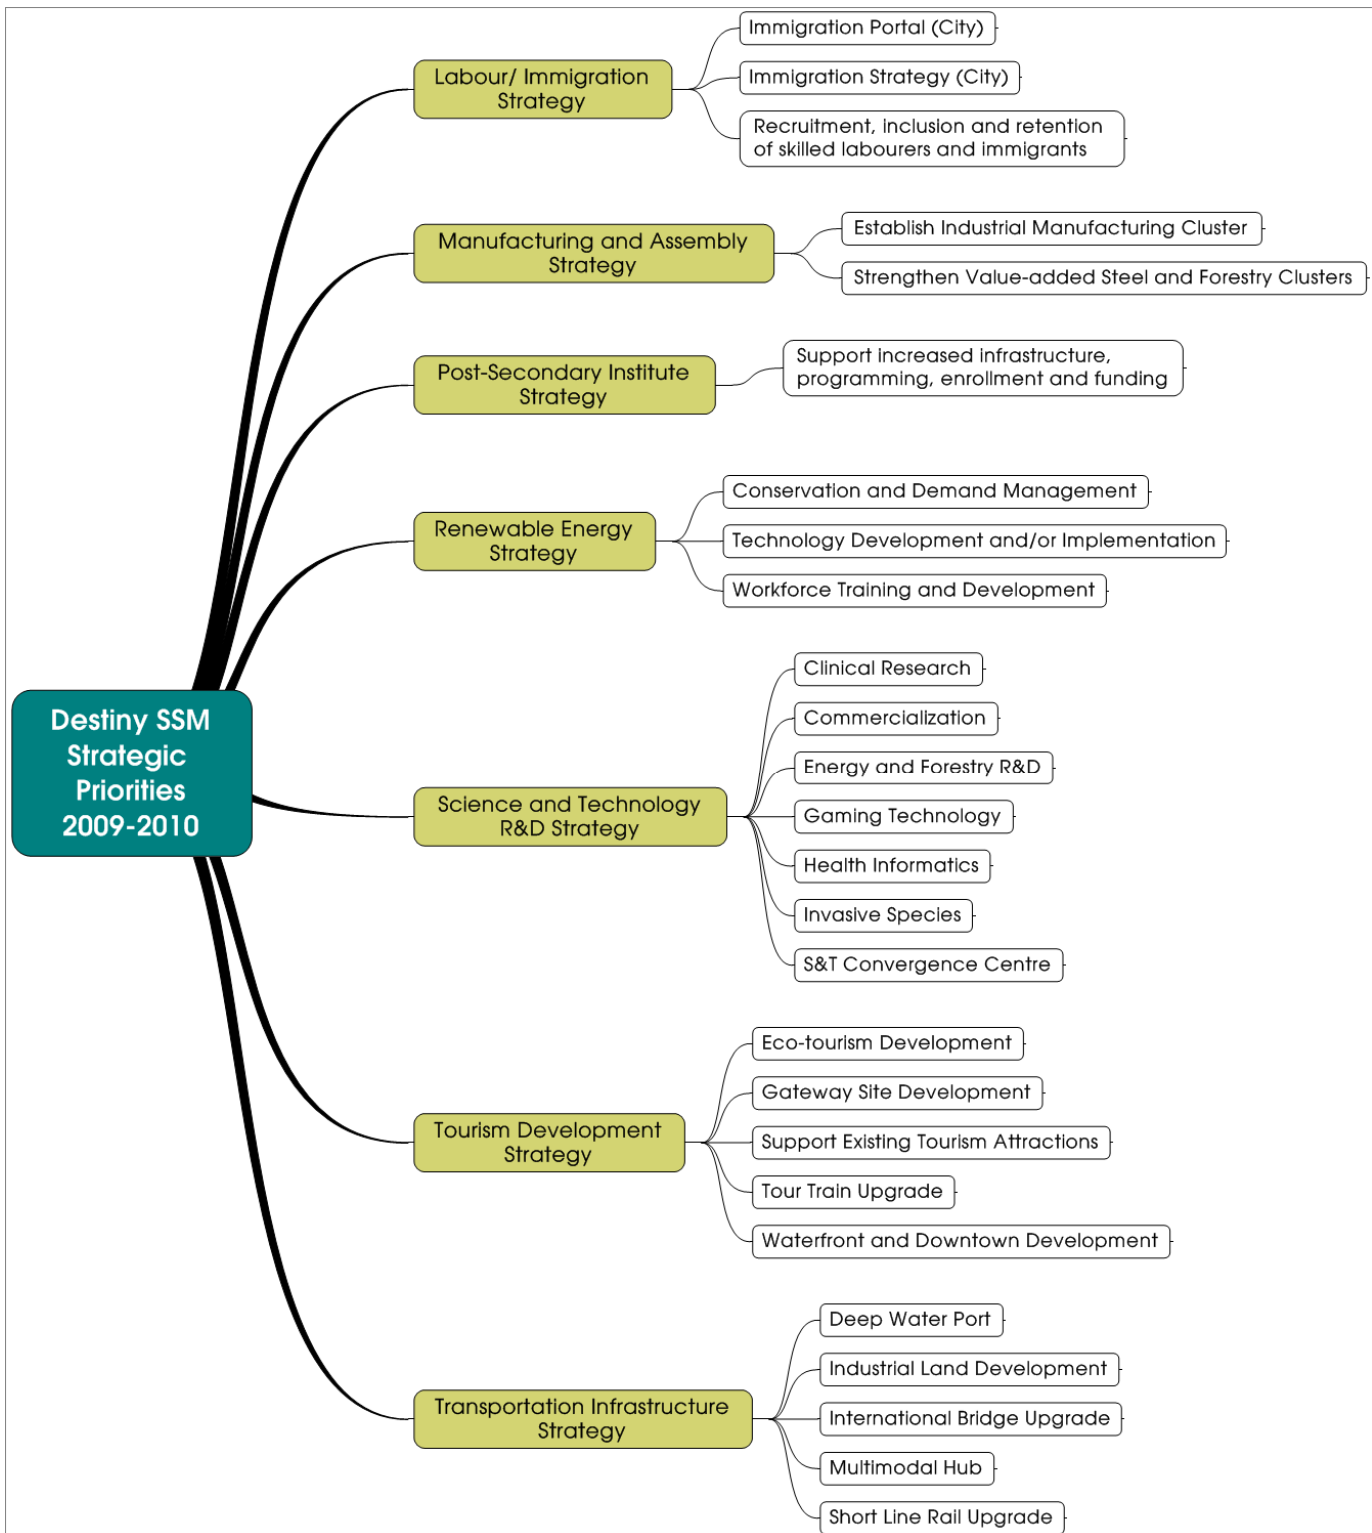 Immigration Portal (City)
Labour/ Immigration
Strategy
Immigration Strategy (City)
Recruitment, inclusion and retention
of skilled labourers and immigrants
Manufacturing and Assembly
Strategy
Establish Industrial Manufacturing Cluster
Strengthen Value-added Steel and Forestry Clusters
Post-Secondary Institute
Strategy
Support increased infrastructure,
programming, enrollment and funding
Renewable Energy
Strategy
Conservation and Demand Management
Technology Development and/or Implementation
Workforce Training and Development
Destiny SSM
Strategic
Priorities
2009-2010
Science and Technology
R&D Strategy
Clinical Research
Commercialization
Energy and Forestry R&D
Gaming Technology
Health Informatics
Invasive Species
S&T Convergence Centre
Tourism Development
Strategy
Eco-tourism Development
Gateway Site Development
Support Existing Tourism Attractions
Tour Train Upgrade
Waterfront and Downtown Development
Transportation Infrastructure
Strategy
Deep Water Port
Industrial Land Development
International Bridge Upgrade
Multimodal Hub
Short Line Rail Upgrade